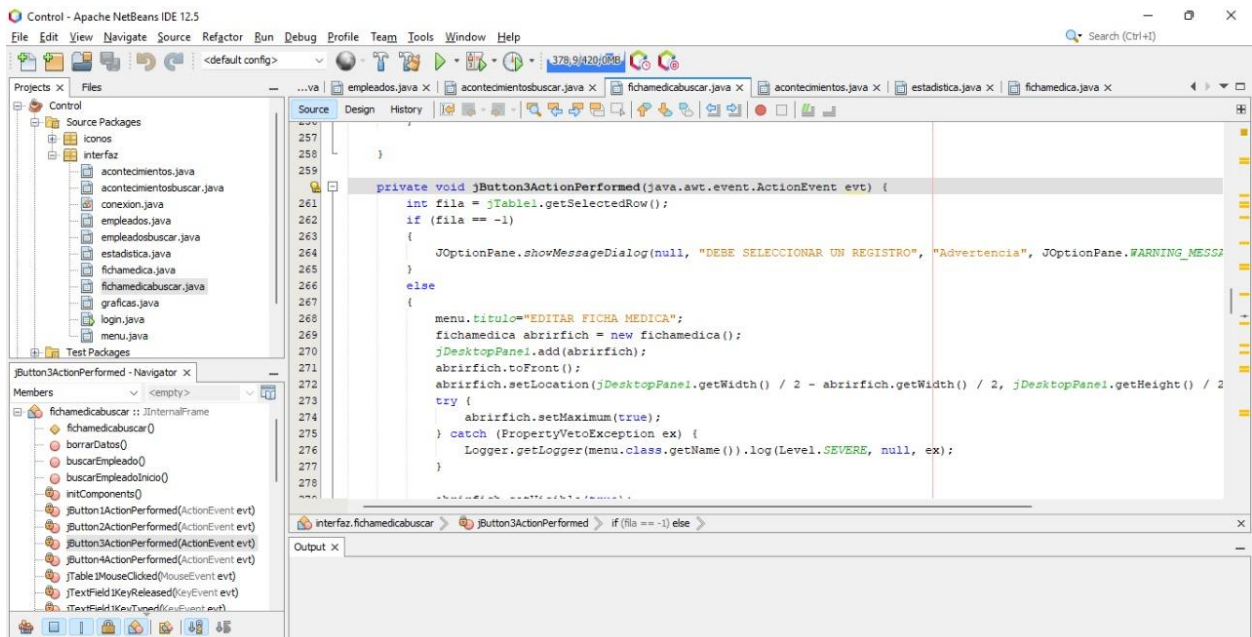 Control - Apache NetBeans IDE 12.5
File Edit View Navigate Source Refactor Run Debug Profile Team Tools Window Help
Search (Ctrl+I)
<default config>
378,9/420,0MB
Projects Files
Control
Source Packages
iconos
interfaz
acontecimientos.java
acontecimientosbuscar.java
conexion.java
empleados.java
empleadosbuscar.java
estadistica.java
fichamedica.java
fichamedicabuscar.java
graficas.java
login.java
menu.java
Test Packages
jButton3ActionPerformed - Navigator
Members <empty>
fichamedicabuscar :: JInternalFrame
fichamedicabuscar()
borrarDatos()
buscarEmpleado()
buscarEmpleadoInicio()
initComponents()
jButton1ActionPerformed(ActionEvent evt)
jButton2ActionPerformed(ActionEvent evt)
jButton3ActionPerformed(ActionEvent evt)
jButton4ActionPerformed(ActionEvent evt)
jTable1MouseClicked(MouseEvent evt)
jTextField1KeyReleased(KeyEvent evt)
jTextField1KeyTyped(KeyEvent evt)
...va empleados.java acontecimientosbuscar.java fichamedicabuscar.java acontecimientos.java estadistica.java fichamedica.java
Source Design History
256 }
257
258 }
259
private void jButton3ActionPerformed(java.awt.event.ActionEvent evt) {
261 int fila = jTable1.getSelectedRow();
262 if (fila == -1)
263 {
264 JOptionPane.showMessageDialog(null, "DEBE SELECCIONAR UN REGISTRO", "Advertencia", JOptionPane.WARNING_MESSA
265 }
266 else
267 {
268 menu.titulo="EDITAR FICHA MEDICA";
269 fichamedica abrirfich = new fichamedica();
270 jDesktopPane1.add(abrirfich);
271 abrirfich.toFront();
272 abrirfich.setLocation(jDesktopPane1.getWidth() / 2 - abrirfich.getWidth() / 2, jDesktopPane1.getHeight() / 2
273 try {
274 abrirfich.setMaximum(true);
275 } catch (PropertyVetoException ex) {
276 Logger.getLogger(menu.class.getName()).log(Level.SEVERE, null, ex);
277 }
278
279 abrirfich.setVisible(true);
interfaz.fichamedicabuscar jButton3ActionPerformed if (fila == -1) else
Output